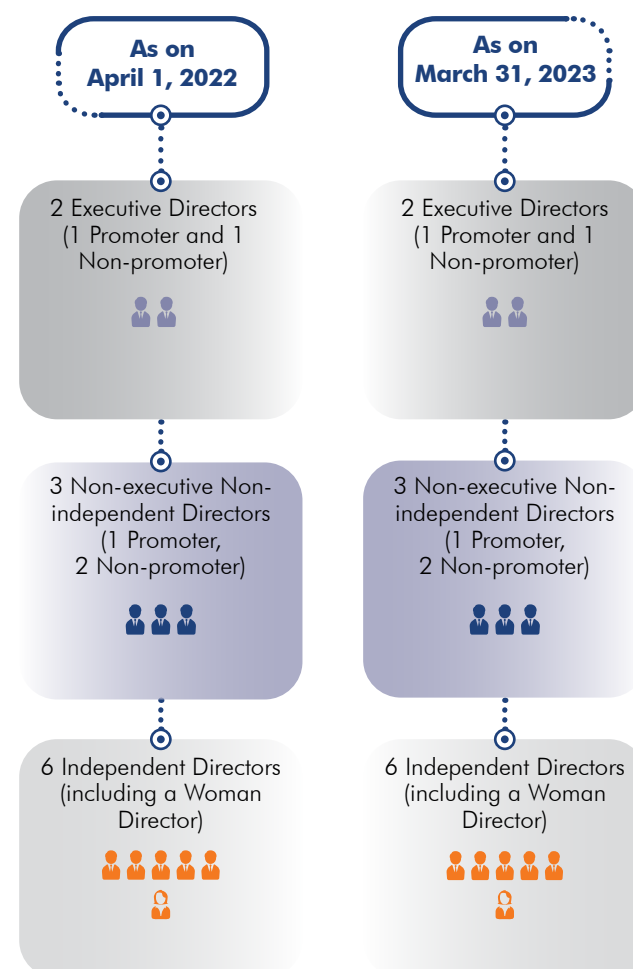 As on
April 1, 2022
2 Executive Directors
(1 Promoter and 1
Non-promoter)
3 Non-executive Non-
independent Directors
(1 Promoter,
2 Non-promoter)
6 Independent Directors
(including a Woman
Director)
As on
March 31, 2023
2 Executive Directors
(1 Promoter and 1
Non-promoter)
3 Non-executive Non-
independent Directors
(1 Promoter,
2 Non-promoter)
6 Independent Directors
(including a Woman
Director)